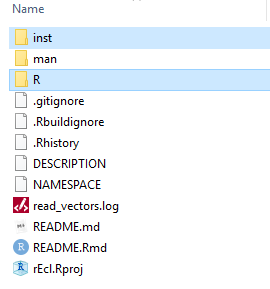 Name
inst
man
R
.gitignore
.Rbuildignore
.Rhistory
DESCRIPTION
NAMESPACE
read_vectors.log
README.md
README.Rmd
rEcl.Rproj